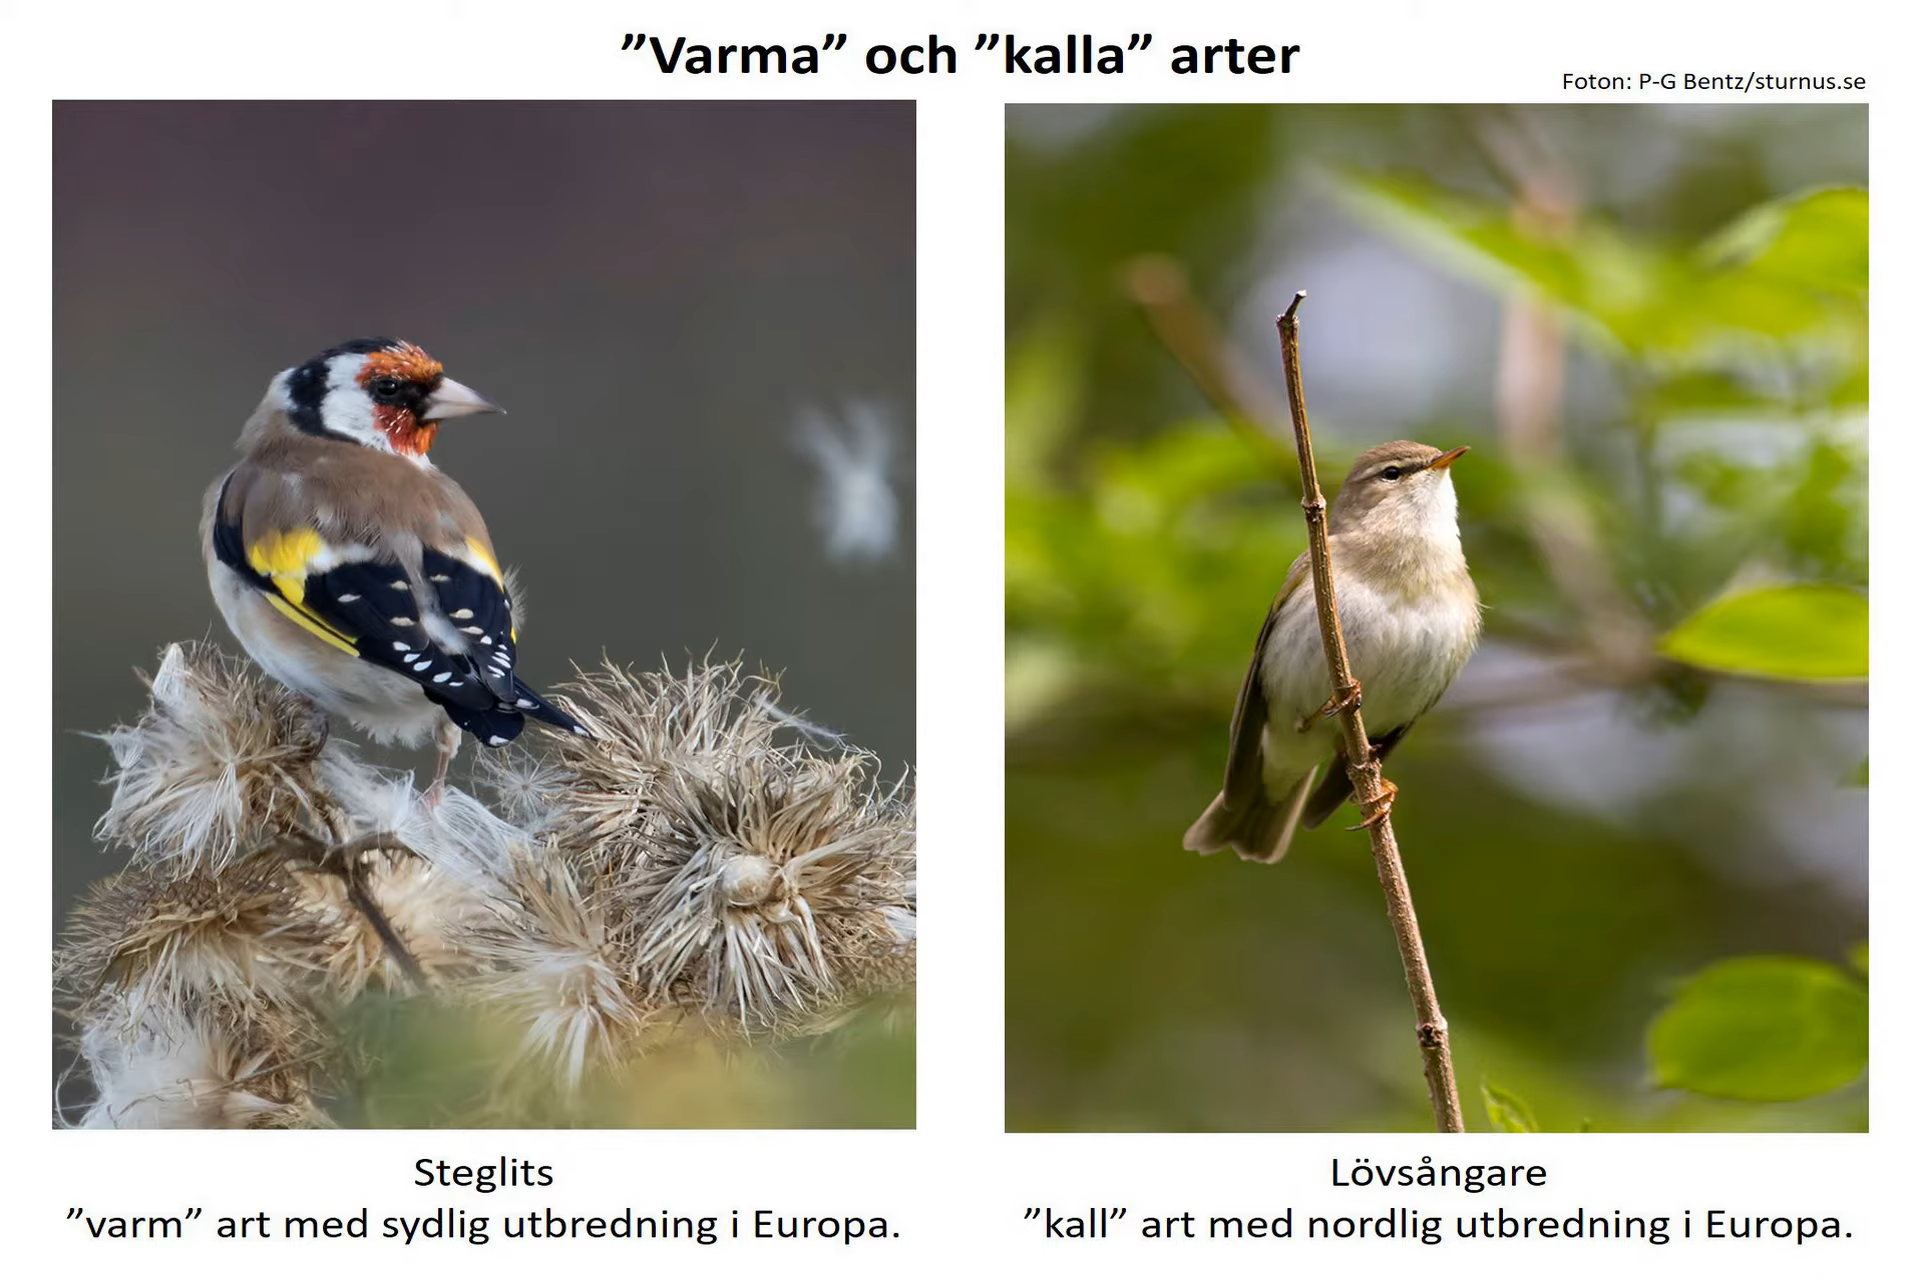 ”Varma” och ”kalla” arter
Foton: P-G Bentz/sturnus.se
Steglits
”varm” art med sydlig utbredning i Europa.
Lövsångare
”kall” art med nordlig utbredning i Europa.